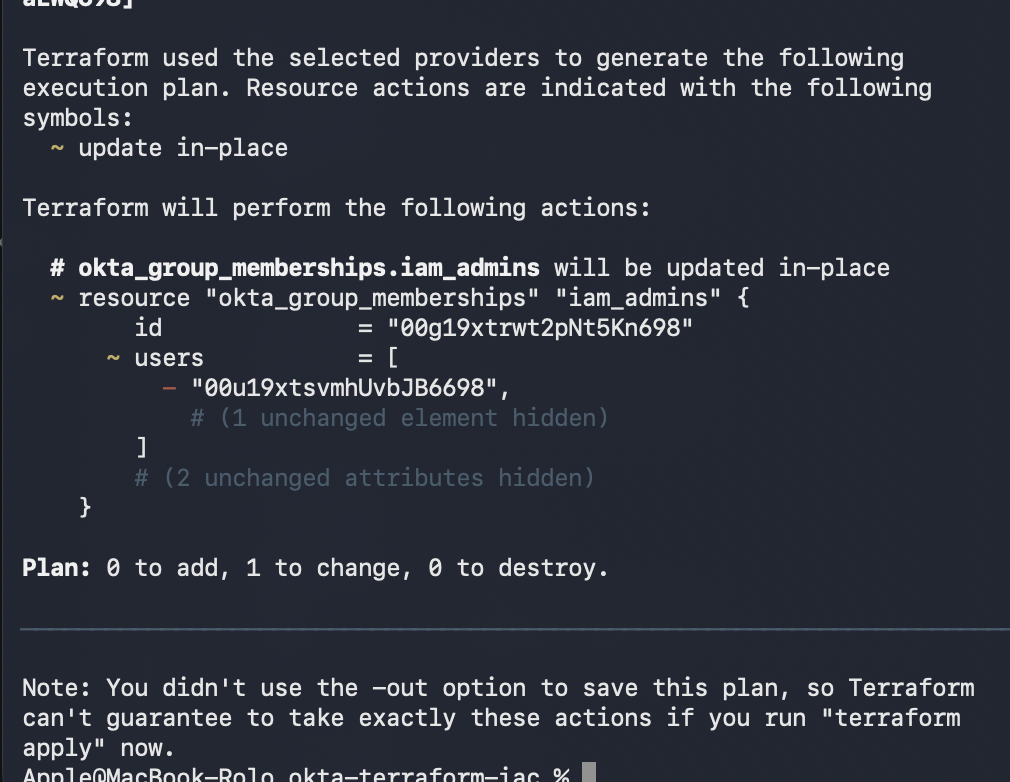 Terraform used the selected providers to generate the following
execution plan. Resource actions are indicated with the following
symbols:
  ~ update in-place
Terraform will perform the following actions:
  # okta_group_memberships.iam_admins will be updated in-place
  ~ resource "okta_group_memberships" "iam_admins" {
        id              = "00g19xtrwt2pNt5Kn698"
      ~ users           = [
          - "00u19xtsvmhUvbJB6698",
            # (1 unchanged element hidden)
        ]
        # (2 unchanged attributes hidden)
    }
Plan: 0 to add, 1 to change, 0 to destroy.
Note: You didn't use the -out option to save this plan, so Terraform
can't guarantee to take exactly these actions if you run "terraform
apply" now.
Apple@MacBook-Rolo okta-terraform-iac %